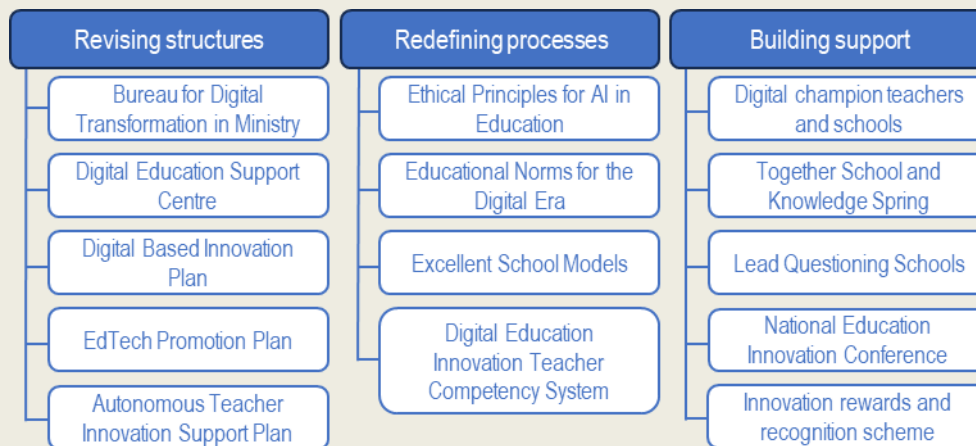 Revising structures
Bureau for Digital
Transformation in Ministry
Digital Education Support
Centre
Digital Based Innovation
Plan
EdTech Promotion Plan
Autonomous Teacher
Innovation Support Plan
Redefining processes
Ethical Principles for AI in
Education
Educational Norms for the
Digital Era
Excellent School Models
Digital Education
Innovation Teacher
Competency System
Building support
Digital champion teachers
and schools
Together School and
Knowledge Spring
Lead Questioning Schools
National Education
Innovation Conference
Innovation rewards and
recognition scheme